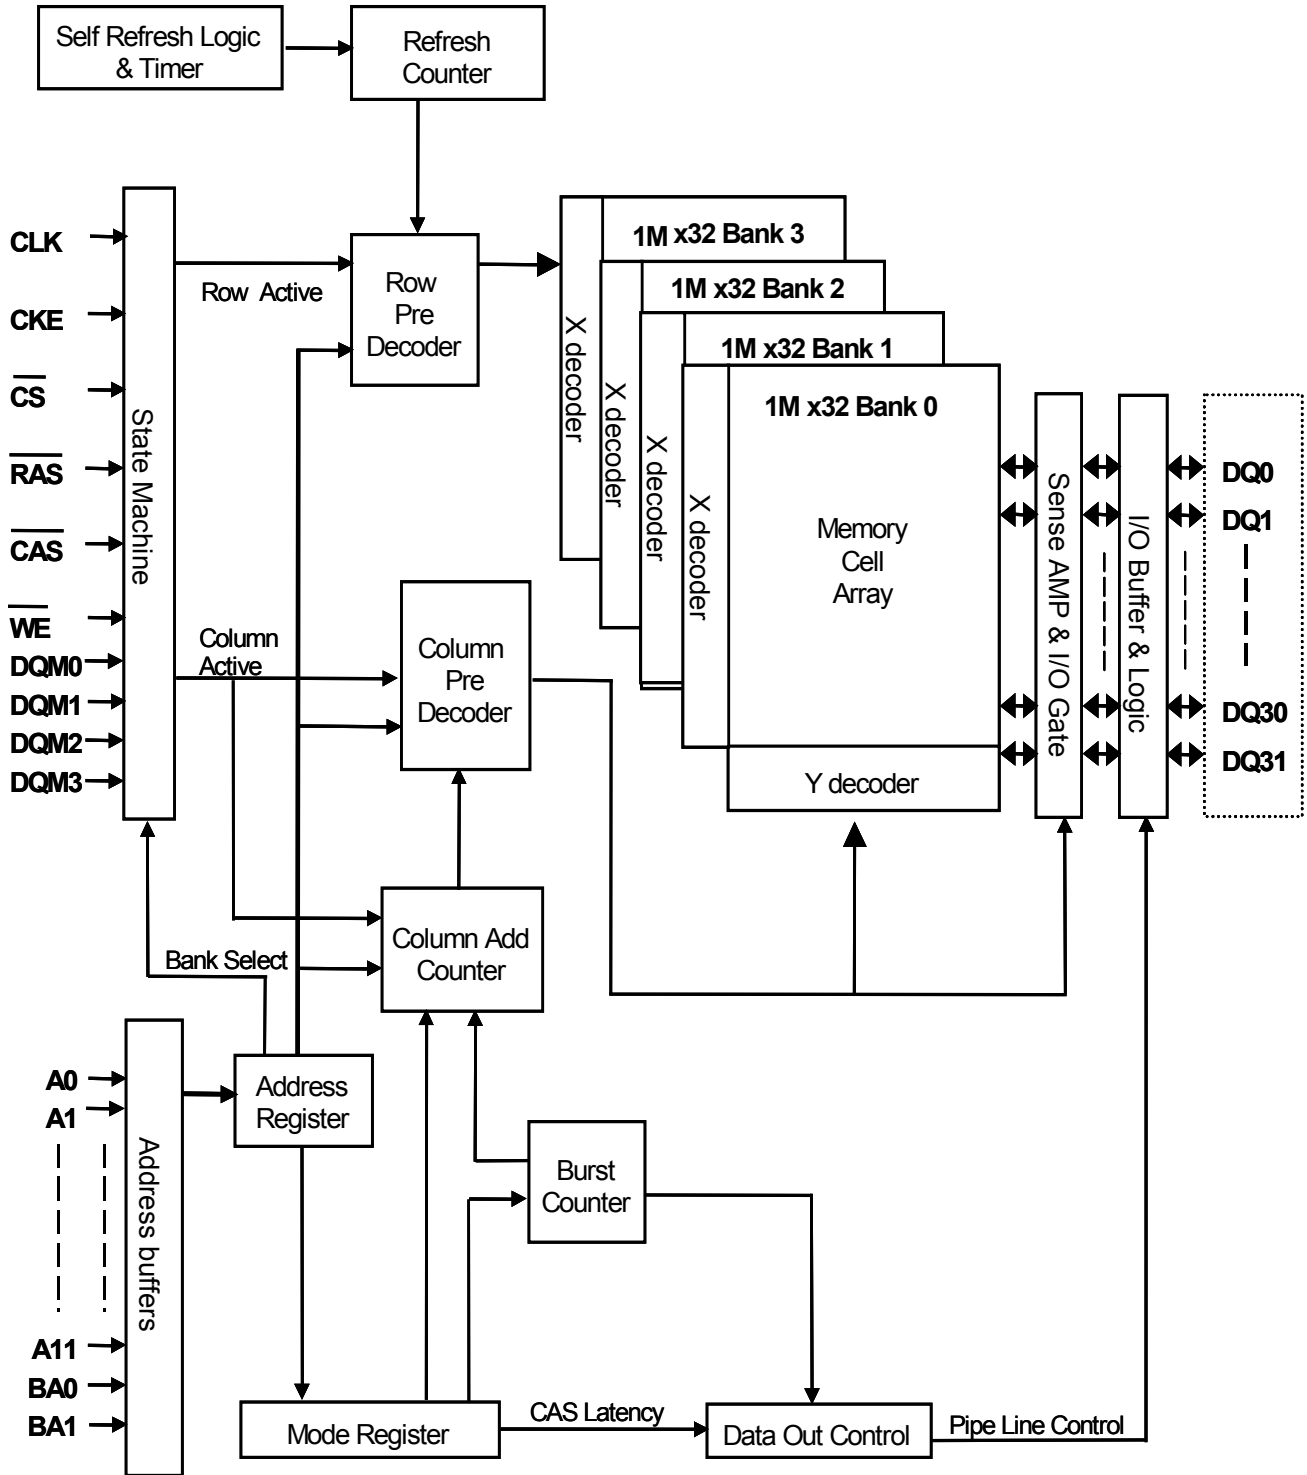 Self Refresh Logic
& Timer
Refresh
Counter
CLK
CKE
CS
RAS
CAS
WE
DQM0
DQM1
DQM2
DQM3
State Machine
Row Active
Row
Pre
Decoder
Column
Active
Column
Pre
Decoder
1M x32 Bank 3
1M x32 Bank 2
1M x32 Bank 1
1M x32 Bank 0
X decoder
X decoder
X decoder
X decoder
Memory
Cell
Array
Y decoder
Sense AMP & I/O Gate
I/O Buffer & Logic
DQ0
DQ1
DQ30
DQ31
Bank Select
Column Add
Counter
A0
A1
A11
BA0
BA1
Address buffers
Address
Register
Burst
Counter
Mode Register
CAS Latency
Data Out Control
Pipe Line Control